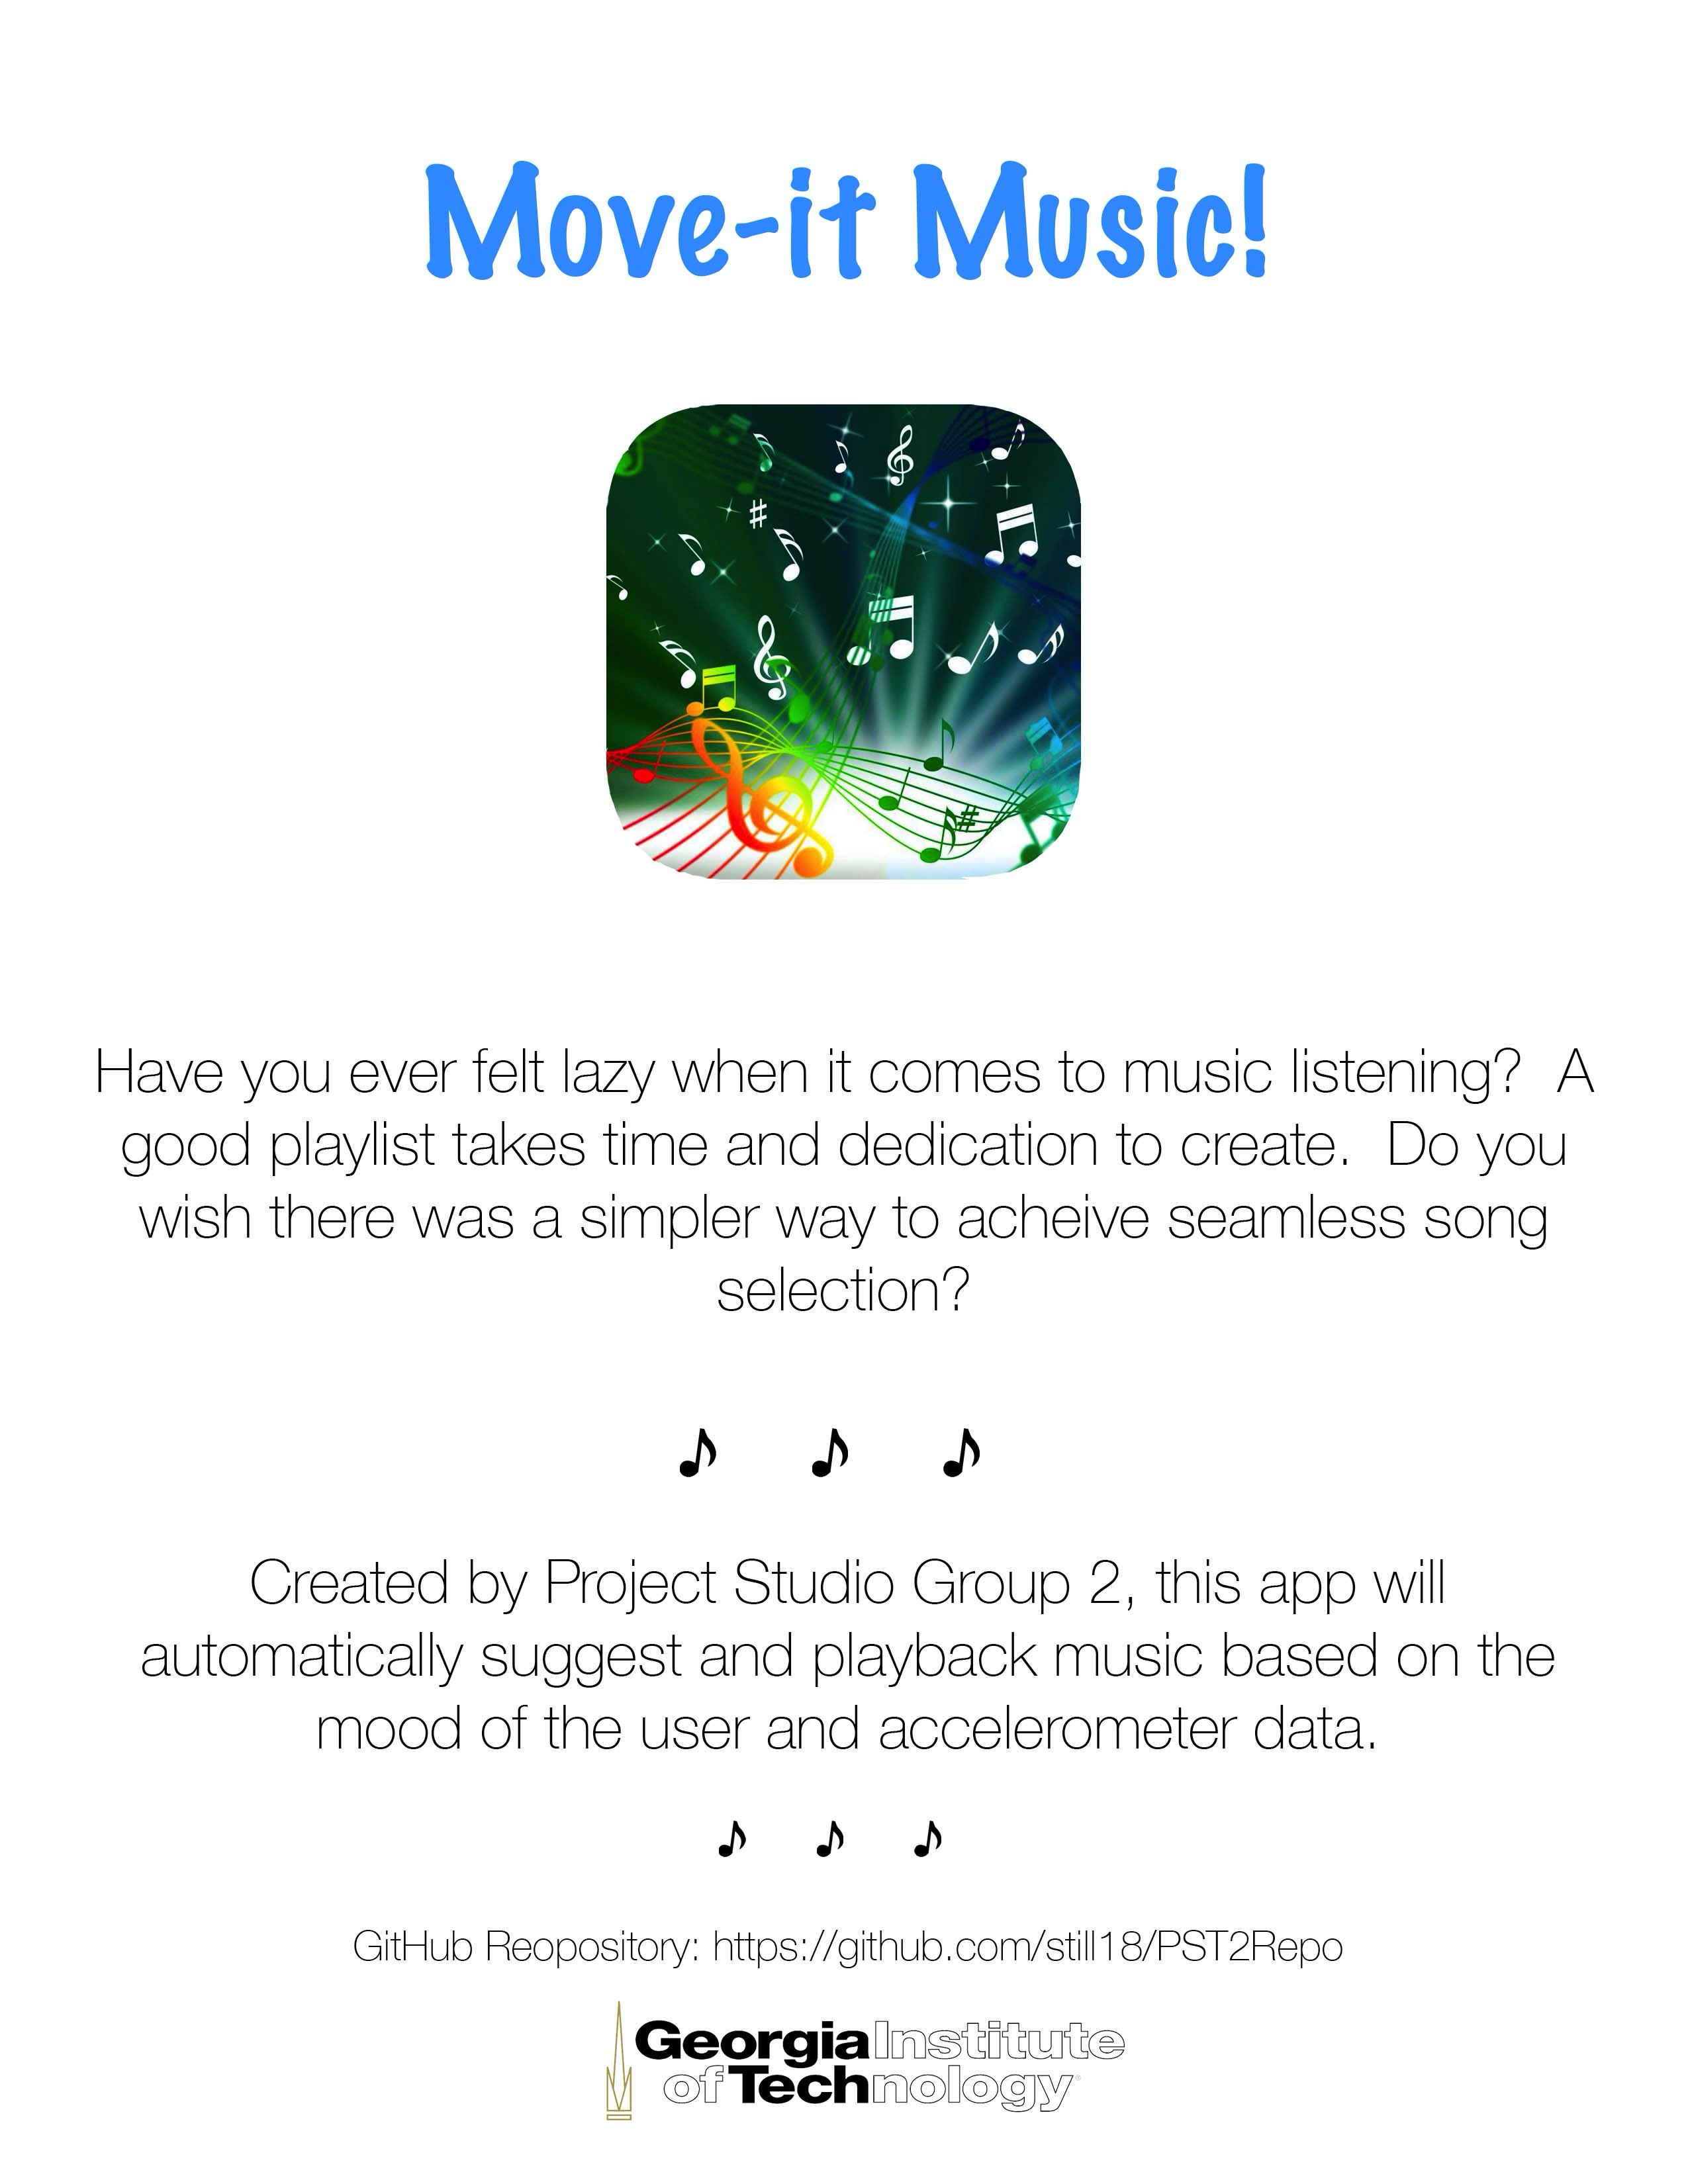 Move-it Music!
Have you ever felt lazy when it comes to music listening?  A
good playlist takes time and dedication to create.  Do you
wish there was a simpler way to acheive seamless song
selection?
Created by Project Studio Group 2, this app will
automatically suggest and playback music based on the
mood of the user and accelerometer data.
GitHub Reopository: https://github.com/still18/PST2Repo
Georgia Institute
of Technology